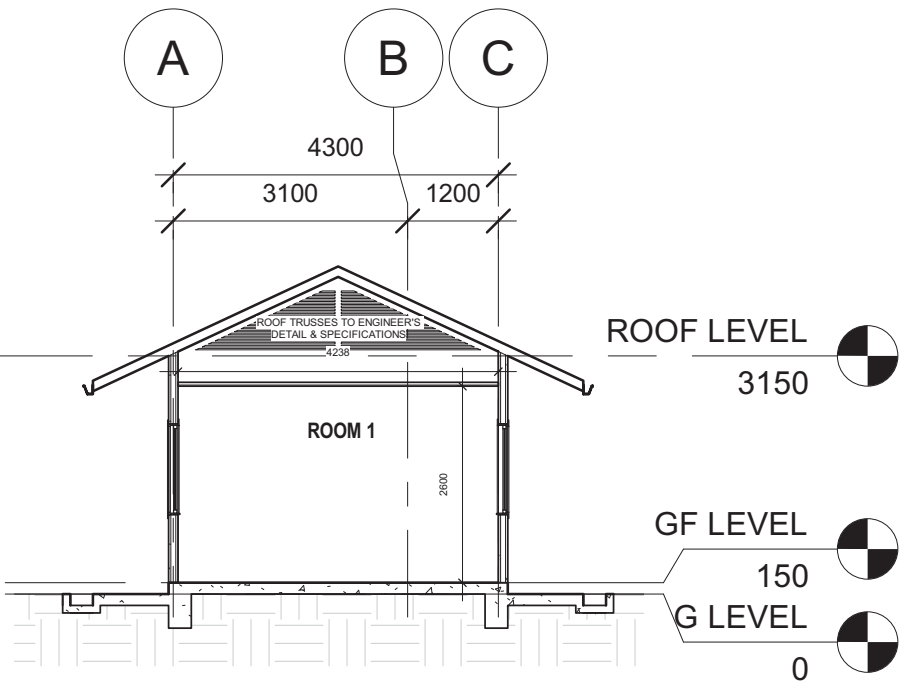 A B C
4300
3100 1200
ROOF TRUSSES TO ENGINEER'S
DETAIL & SPECIFICATIONS
4238
ROOF LEVEL
3150
ROOM 1
2600
GF LEVEL
150
G LEVEL
0